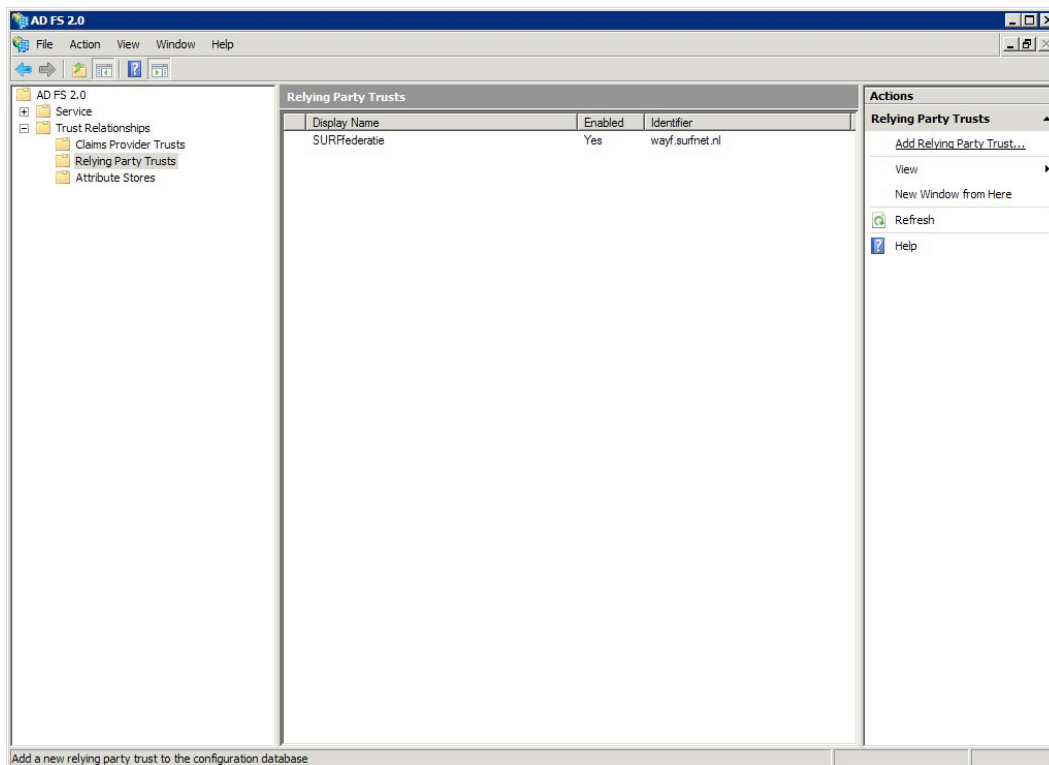 AD FS 2.0
File Action View Window Help
AD FS 2.0
Service
Trust Relationships
Claims Provider Trusts
Relying Party Trusts
Attribute Stores
Relying Party Trusts
Display Name Enabled Identifier
SURFfederatie Yes wayf.surfnet.nl
Actions
Relying Party Trusts
Add Relying Party Trust...
View
New Window from Here
Refresh
Help
Add a new relying party trust to the configuration database